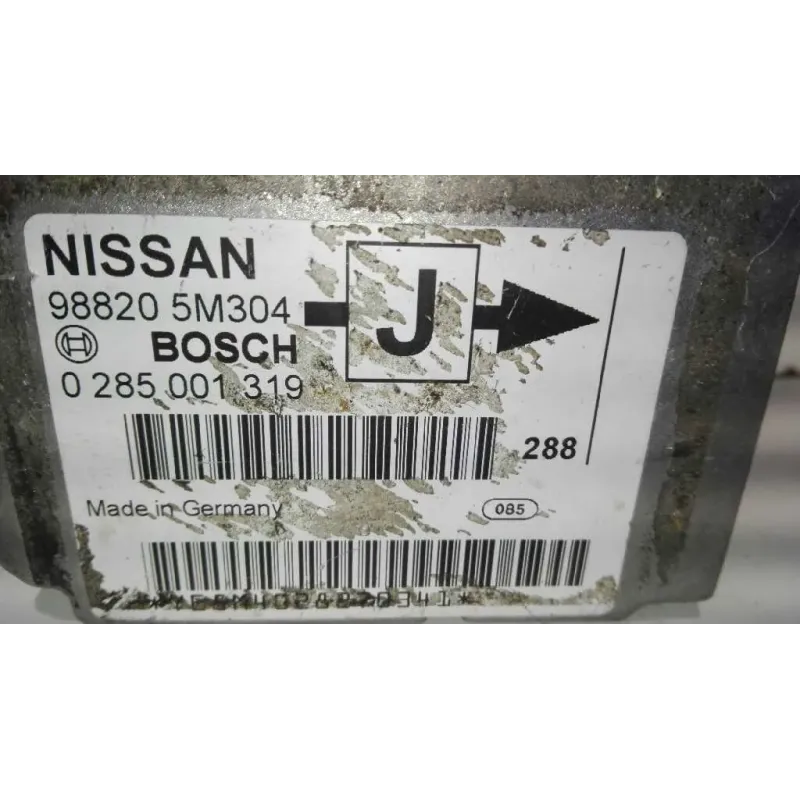 NISSAN
98820 5M304
J
BOSCH
0 285 001 319
288
Made in Germany
085